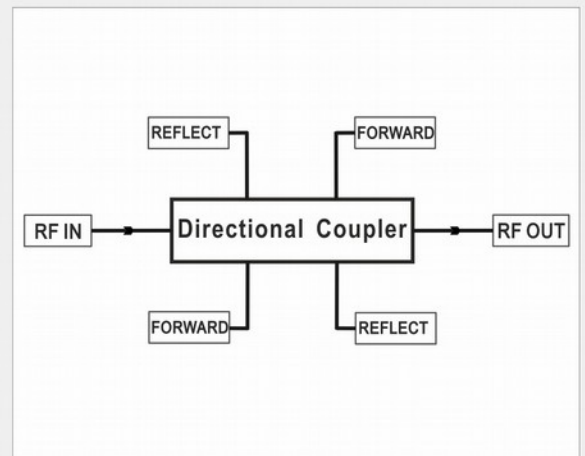 REFLECT
FORWARD
RF IN
Directional Coupler
RF OUT
FORWARD
REFLECT